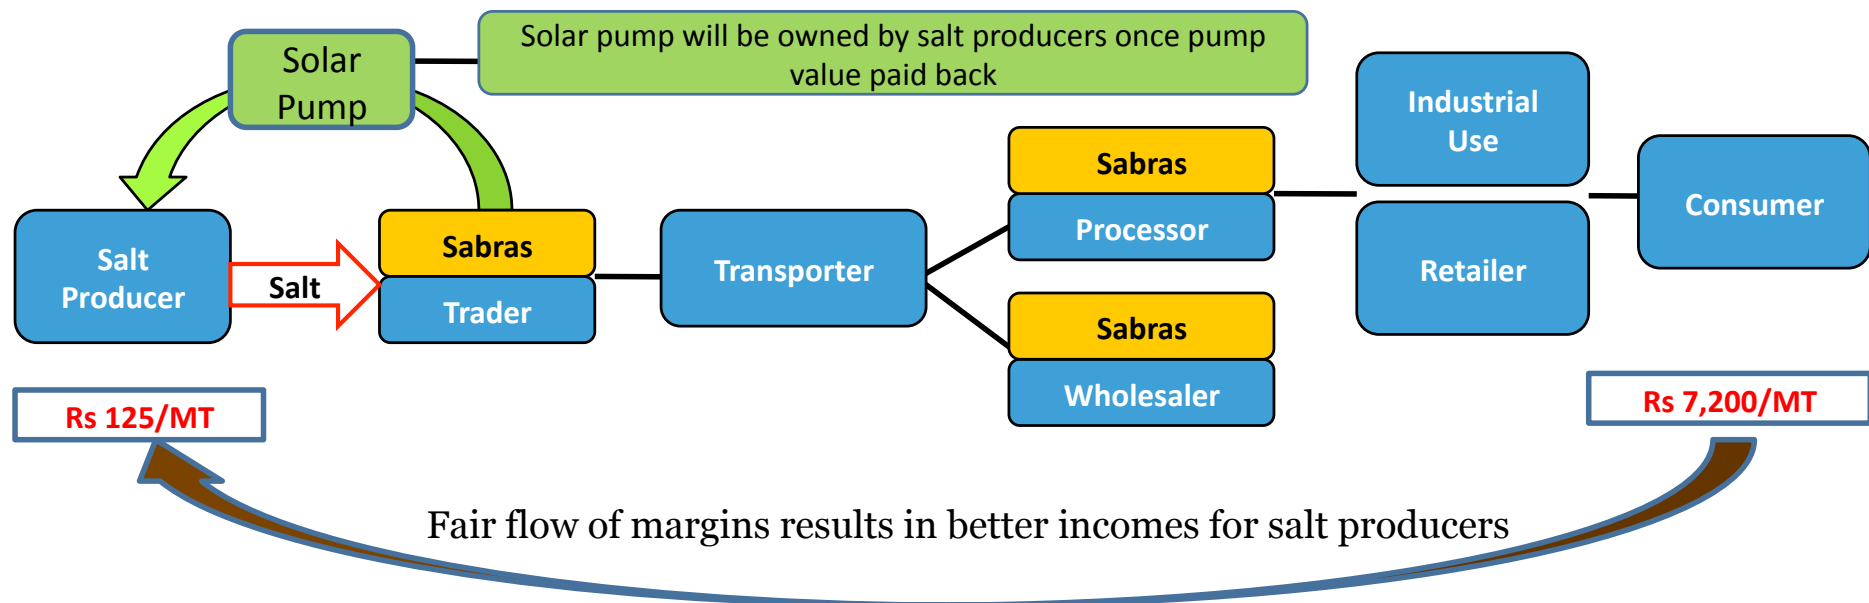 Solar
Pump
Solar pump will be owned by salt producers once pump
value paid back
Salt
Producer
Salt
Sabras
Trader
Transporter
Sabras
Processor
Sabras
Wholesaler
Industrial
Use
Retailer
Consumer
Rs 125/MT
Rs 7,200/MT
Fair flow of margins results in better incomes for salt producers